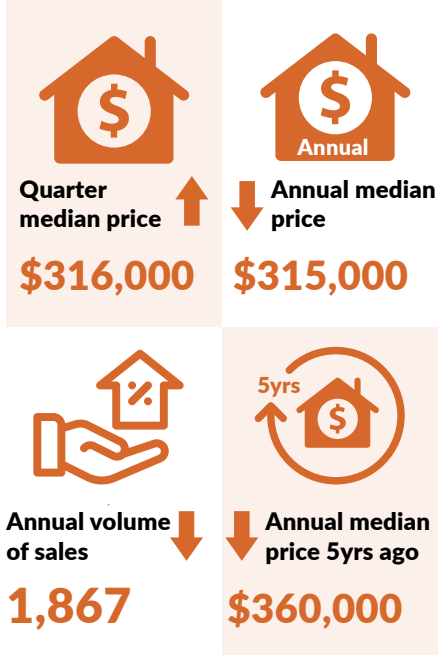 $
Quarter
median price
$316,000
$
Annual
Annual median
price
$315,000
%
Annual volume
of sales
1,867
5yrs
$
Annual median
price 5yrs ago
$360,000